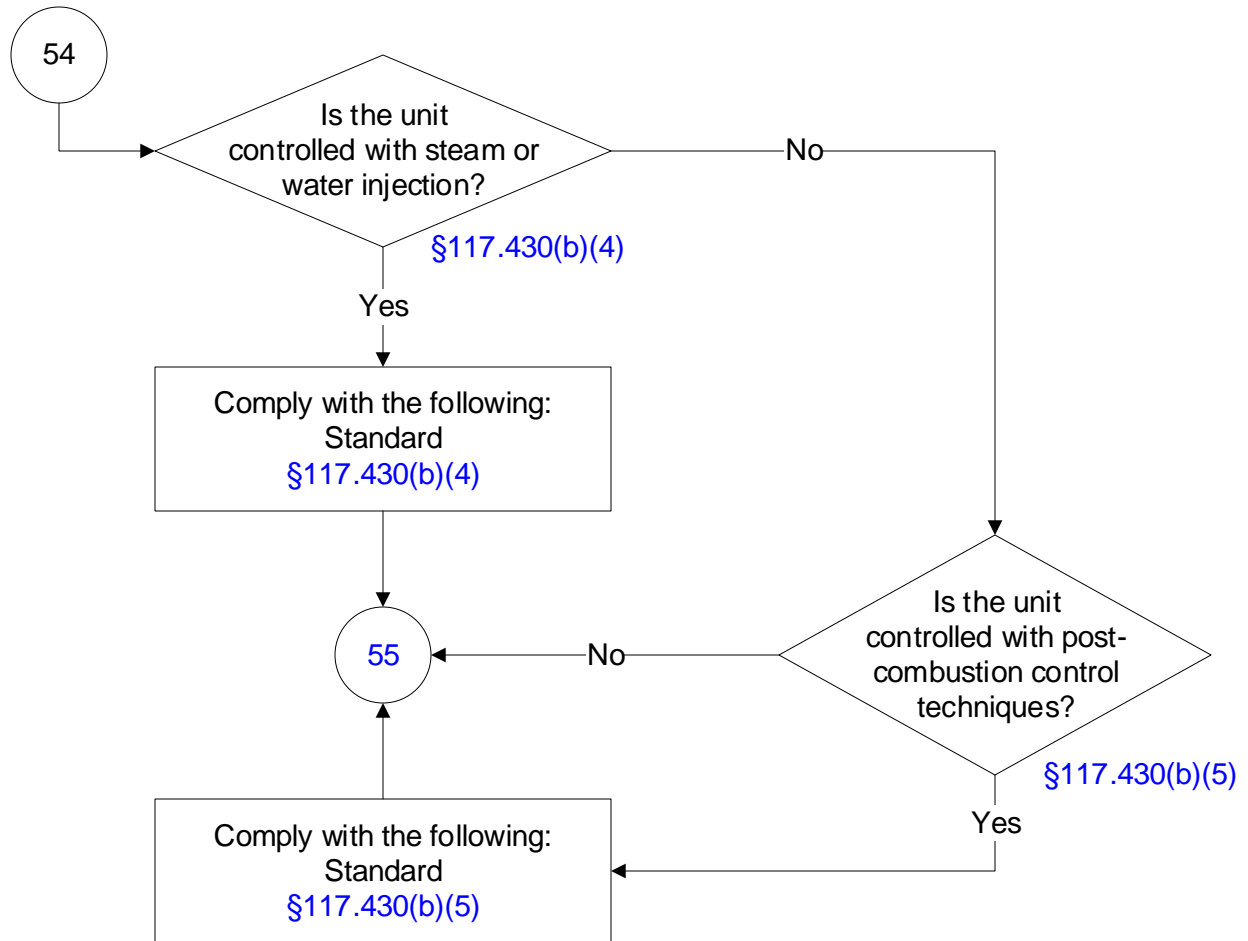 54
Is the unit
controlled with steam or
water injection?
No
§117.430(b)(4)
Yes
Comply with the following:
Standard
§117.430(b)(4)
Is the unit
controlled with post-
combustion control
techniques?
55
No
§117.430(b)(5)
Yes
Comply with the following:
Standard
§117.430(b)(5)